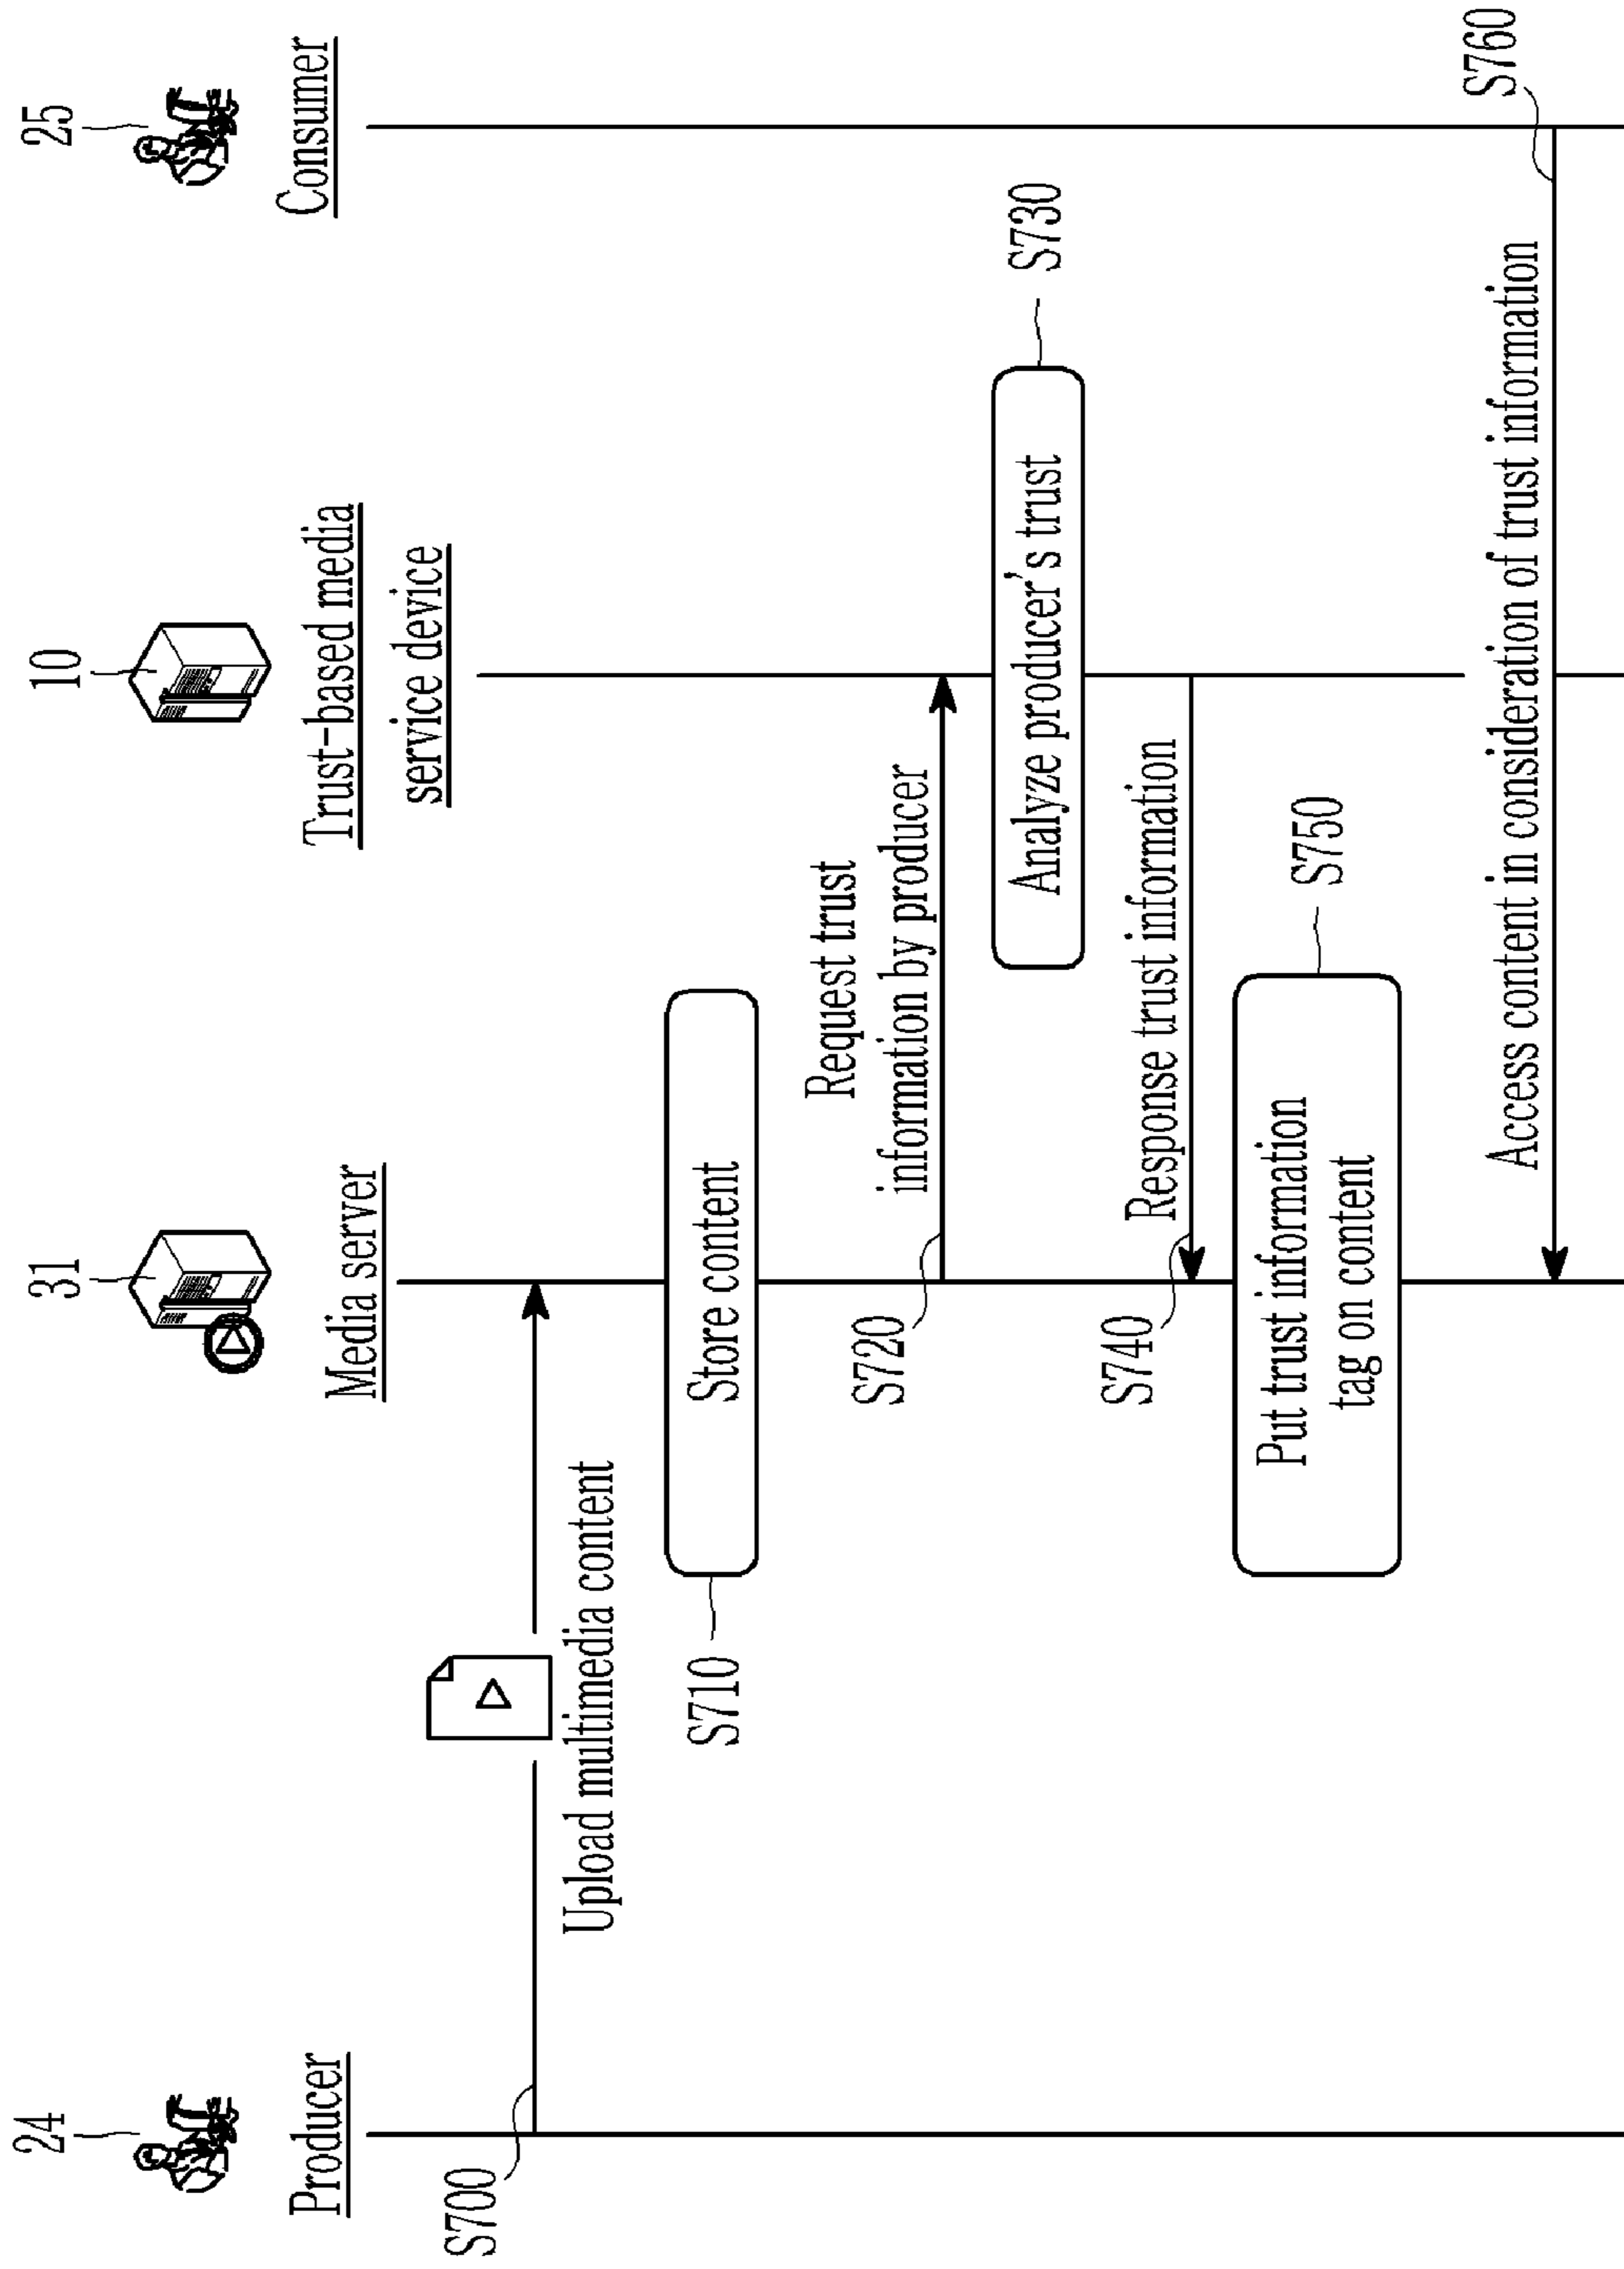 24
31
10
25
Producer
Media server
Trust-based media
service device
Consumer
S700
Upload multimedia content
Store content
S710
Request trust
information by producer
S720
Analyze producer's trust
S730
Response trust information
S740
Put trust information
tag on content
S750
Access content in consideration of trust information
S760